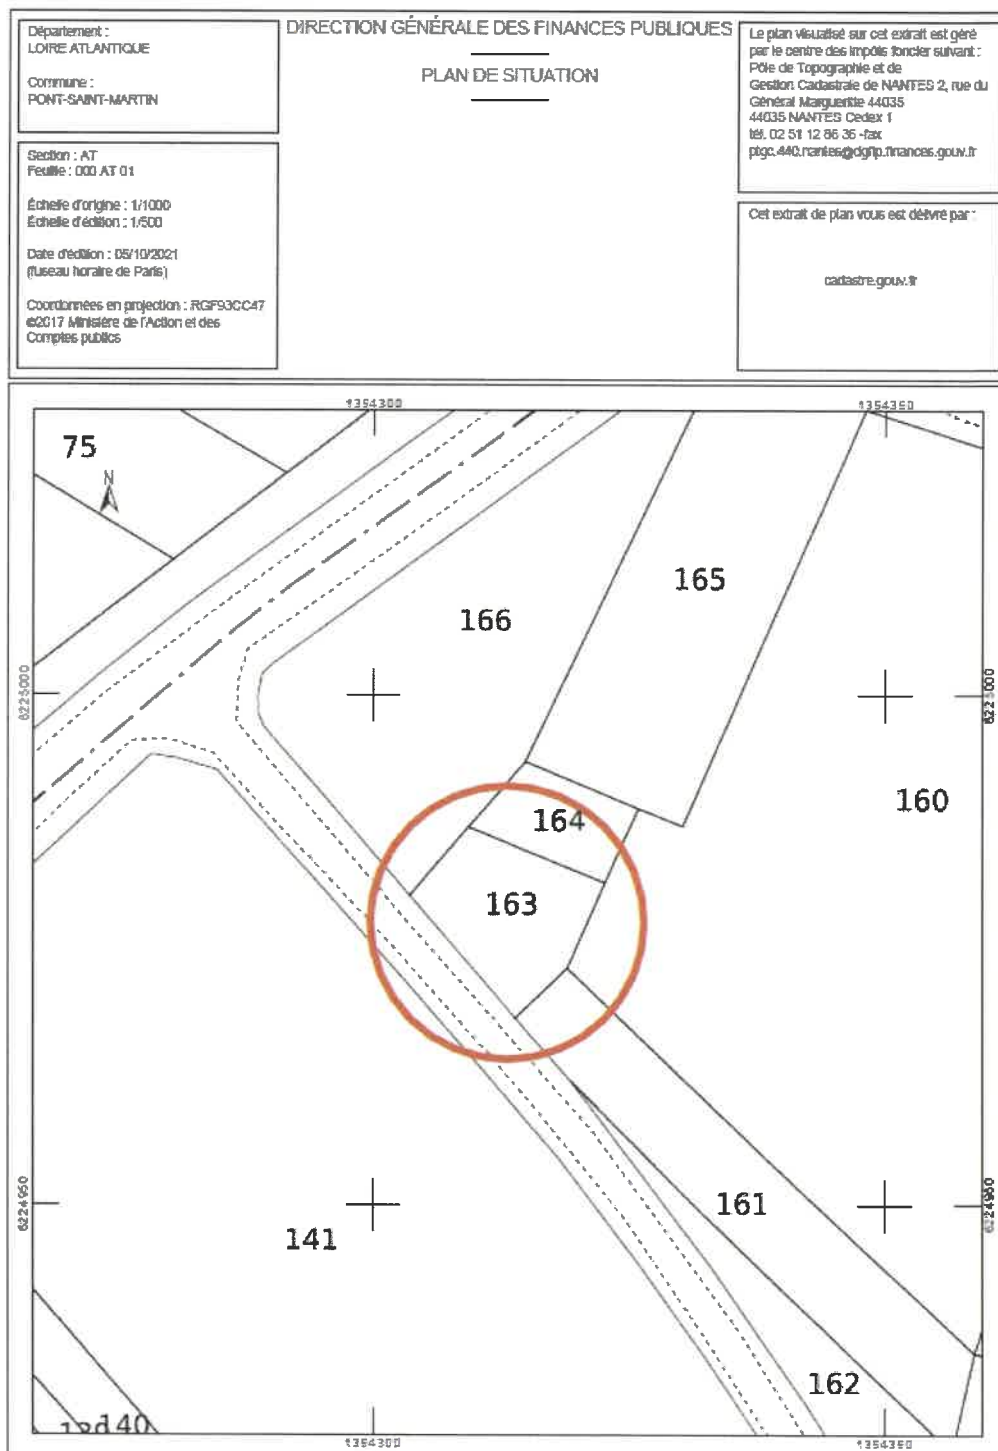 Département :
LOIRE ATLANTIQUE
Commune :
PONT-SAINT-MARTIN
Section : AT
Feuille : 000 AT 01
Échelle d'origine : 1/1000
Échelle d'édition : 1/500
Date d'édition : 05/10/2021
(fuseau horaire de Paris)
Coordonnées en projection : RGF93CC47
©2017 Ministère de l'Action et des
Comptes publics
DIRECTION GÉNÉRALE DES FINANCES PUBLIQUES
PLAN DE SITUATION
Le plan visualisé sur cet extrait est géré
par le centre des impôts foncier suivant :
Pôle de Topographie et de
Gestion Cadastrale de NANTES 2, rue du
Général Margueritte 44035
44035 NANTES Cedex 1
tél. 02 51 12 86 36 -fax
ptgc.440.nantes@dgfip.finances.gouv.fr
Cet extrait de plan vous est délivré par :
cadastre.gouv.fr
1354300
1354350
75
N
165
166
6225000
6225000
160
164
163
6224950
6224950
161
141
162
140
1354300
1354350